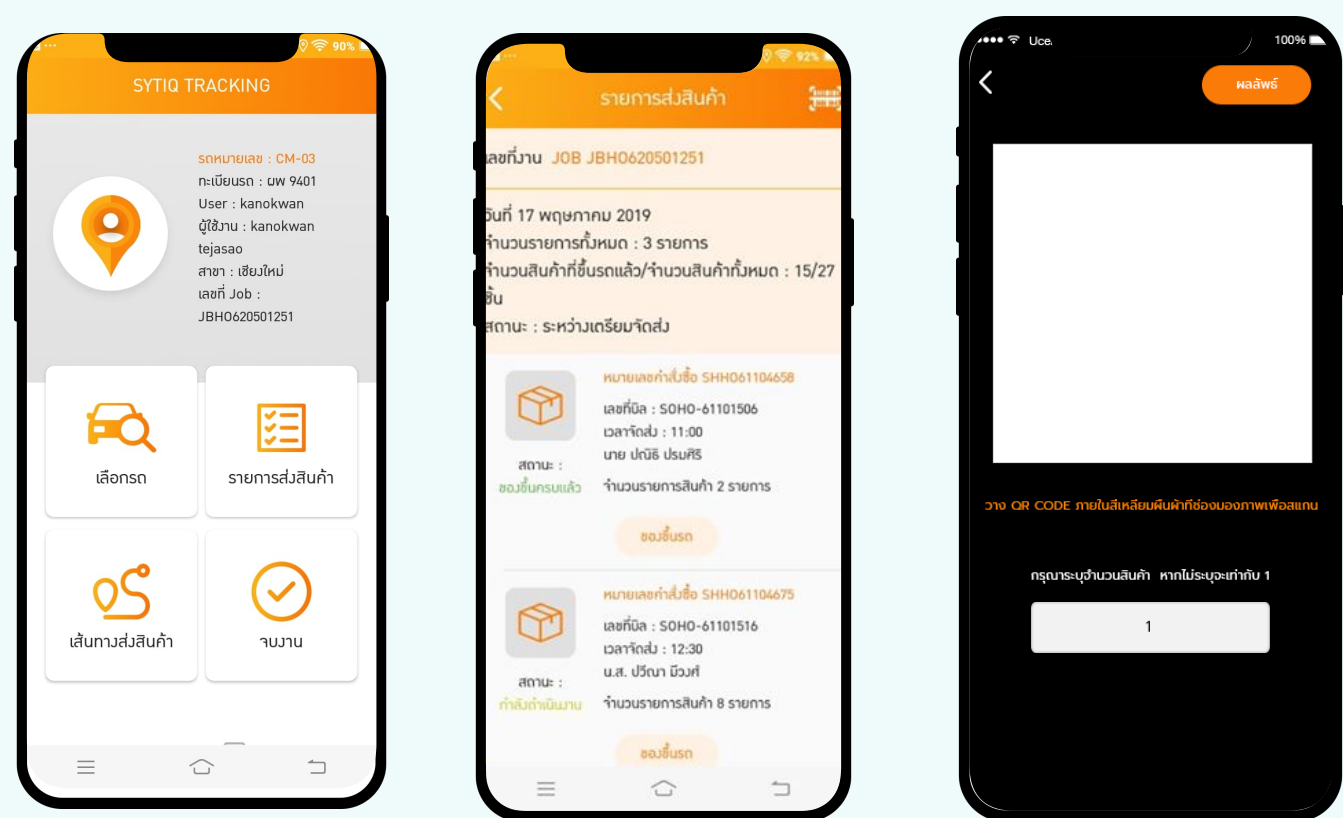 90%
SYTIQ TRACKING
รถหมายเลข : CM-03
ทะเบียนรถ : ผพ 9401
User : kanokwan
ผู้ใช้งาน : kanokwan
tejasao
สาขา : เชียงใหม่
เลขที่ Job :
JBHO620501251
เลือกรถ
รายการส่งสินค้า
เส้นทางส่งสินค้า
จบงาน
92%
รายการส่งสินค้า
เลขที่งาน JOB JBHO620501251
วันที่ 17 พฤษภาคม 2019
จำนวนรายการทั้งหมด : 3 รายการ
จำนวนสินค้าที่ขึ้นรถแล้ว/จำนวนสินค้าทั้งหมด : 15/27
ชิ้น
สถานะ : ระหว่างเตรียมจัดส่ง
หมายเลขคำสั่งซื้อ SHHO61104658
เลขที่บิล : SOHO-61101506
เวลาจัดส่ง : 11:00
นาย ปณิธิ ปรมศิริ
สถานะ :
ของขึ้นครบแล้ว
จำนวนรายการสินค้า 2 รายการ
ของขึ้นรถ
หมายเลขคำสั่งซื้อ SHHO61104675
เลขที่บิล : SOHO-61101516
เวลาจัดส่ง : 12:30
น.ส. ปวีณา มีวงศ์
สถานะ :
กำลังดำเนินงาน
จำนวนรายการสินค้า 8 รายการ
ของขึ้นรถ
Uce.
100%
ผลลัพธ์
วาง QR CODE ภายในสีเหลียมผืนผ้าทีช่องมองภาพเพือสแกน
กรุณาระบุจำนวนสินค้า หากไม่ระบุจะเท่ากับ 1
1